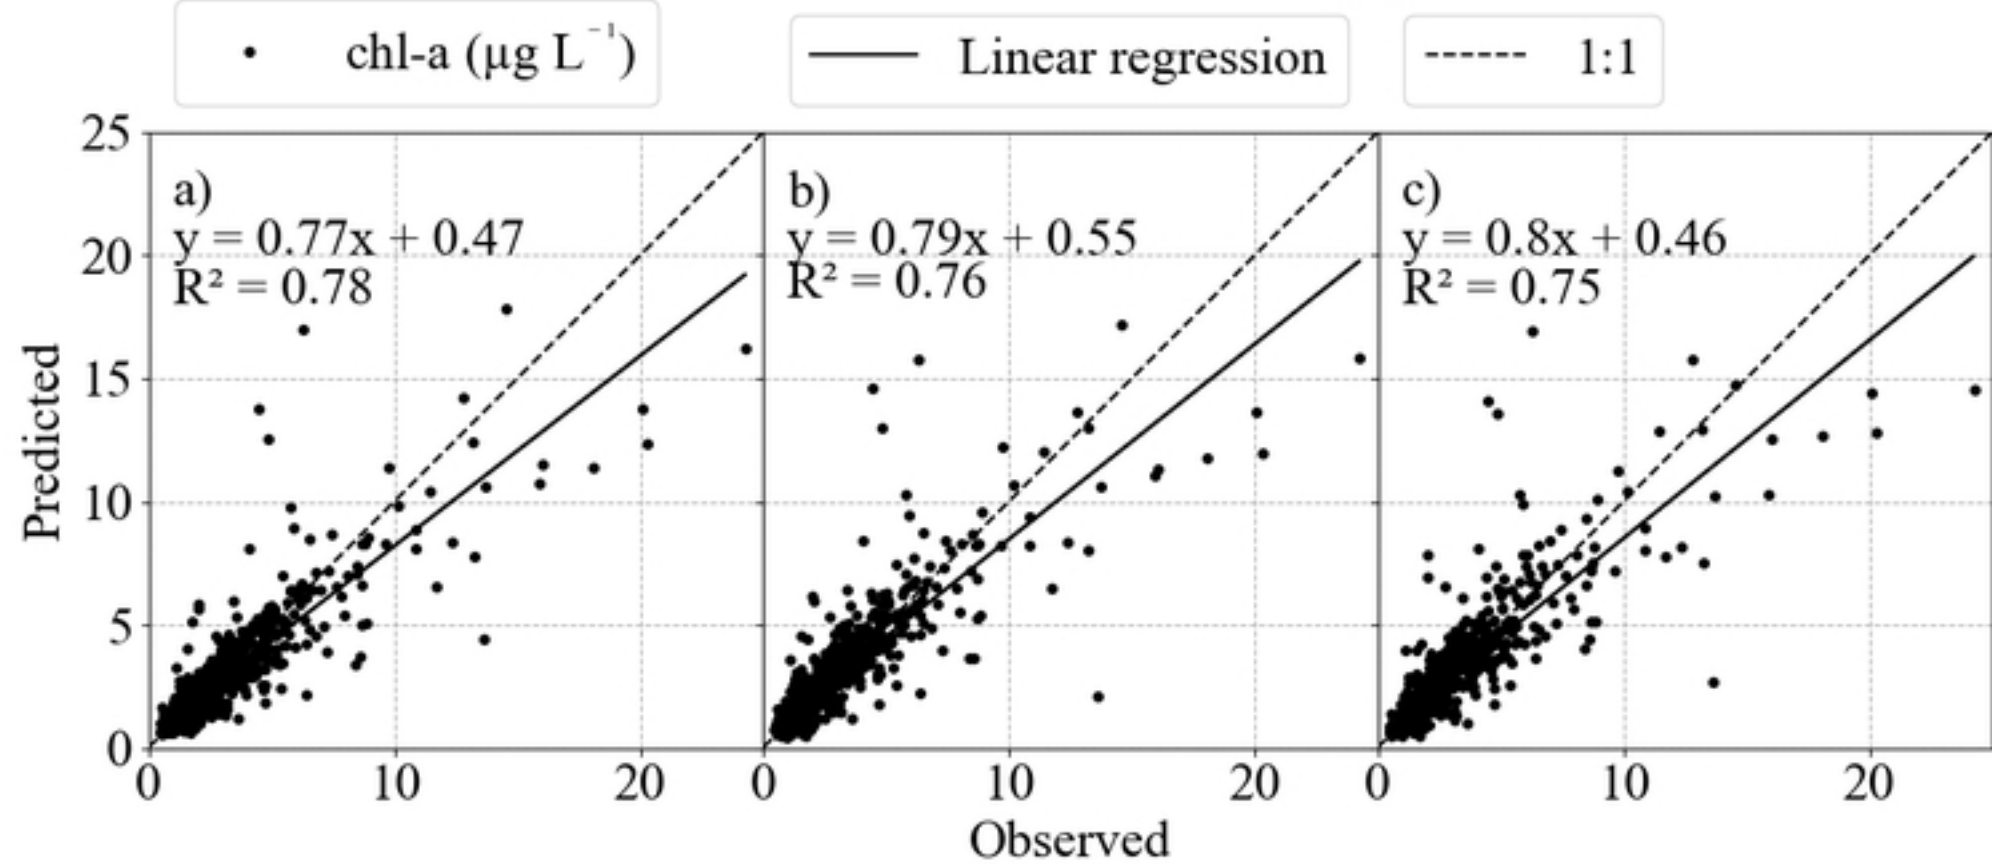 chl-a (µg L⁻¹)
Linear regression
1:1
25
20
15
10
5
0
Predicted
a)
y = 0.77x + 0.47
R² = 0.78
b)
y = 0.79x + 0.55
R² = 0.76
c)
y = 0.8x + 0.46
R² = 0.75
0 10 20 0 10 20 0 10 20
Observed